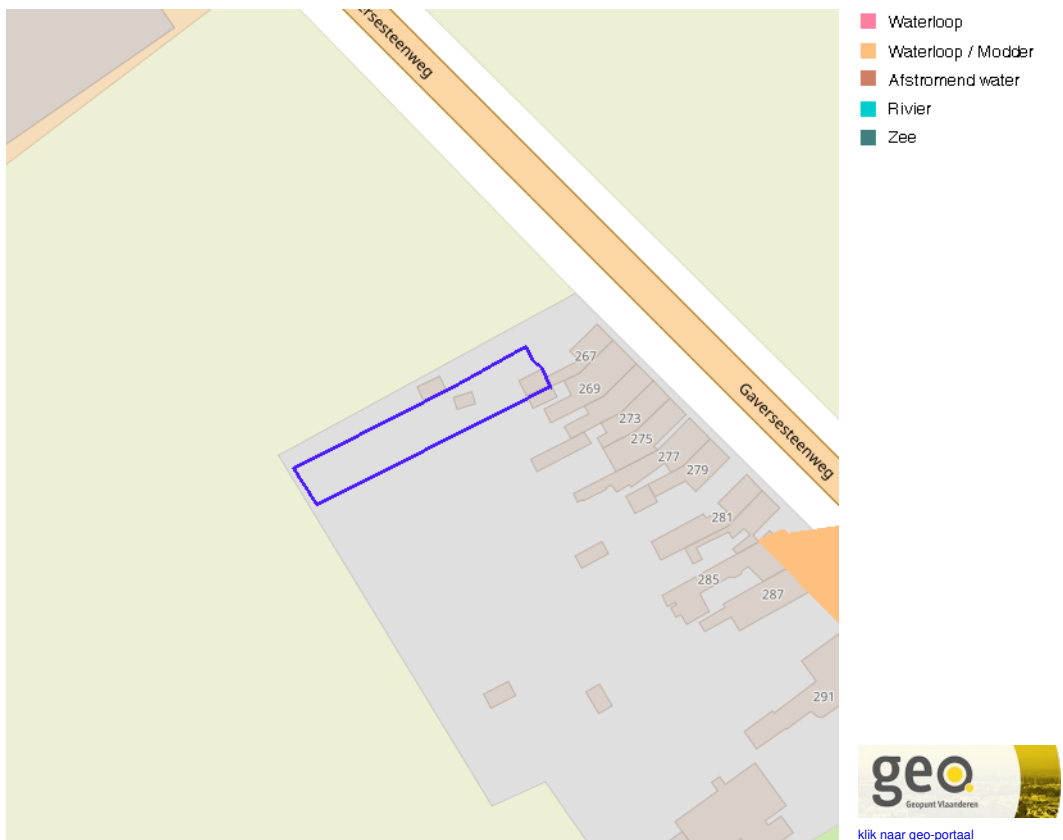 Gaversesteenweg
Waterloop
Waterloop / Modder
Afstromend water
Rivier
Zee
267
269
273
275
277
279
Gaversesteenweg
281
285
287
291
geo.
Geopunt Vlaanderen
klik naar geo-portaal